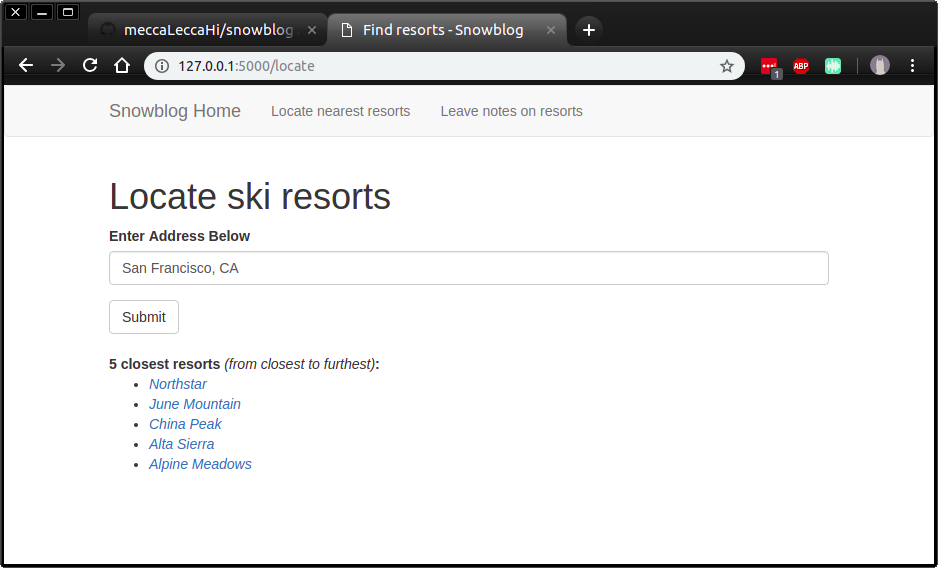 meccaLeccaHi/snowblog
Find resorts - Snowblog
127.0.0.1:5000/locate
1
ABP
Snowblog Home Locate nearest resorts Leave notes on resorts
Locate ski resorts
Enter Address Below
San Francisco, CA
Submit
5 closest resorts (from closest to furthest):
Northstar
June Mountain
China Peak
Alta Sierra
Alpine Meadows